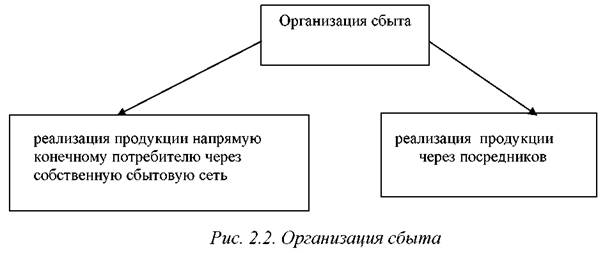 Организация сбыта
реализация продукции напрямую
конечному потребителю через
собственную сбытовую сеть
реализация продукции
через посредников
Рис. 2.2. Организация сбыта